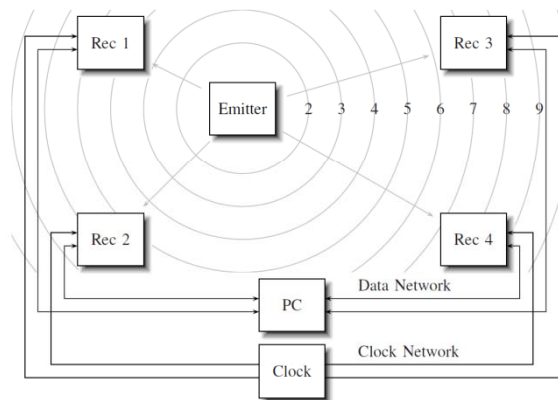 Rec 1
Rec 3
Emitter
2 3 4 5 6 7 8 9
Rec 2
Rec 4
Data Network
PC
Clock Network
Clock